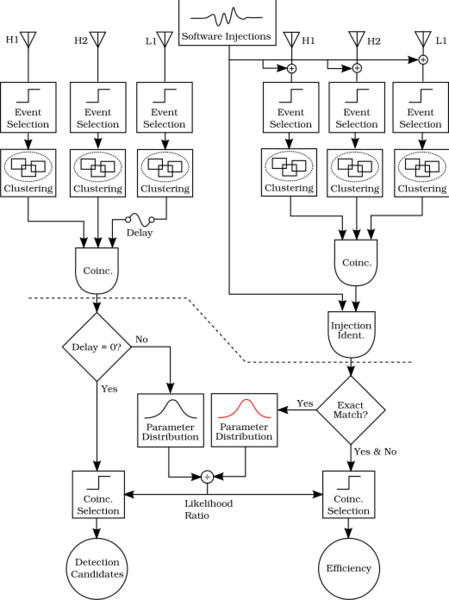 Software Injections
H1 H2 L1 H1 H2 L1
Event Event Event Event Event Event
Selection Selection Selection Selection Selection Selection
Clustering Clustering Clustering Clustering Clustering Clustering
Delay
Coinc. Coinc.
Injection
Ident.
Delay = 0? No
Yes
Yes Exact
Match?
Parameter Parameter
Distribution Distribution
Yes & No
Coinc. Coinc.
Selection Selection
Likelihood
Ratio
Detection
Candidates
Efficiency